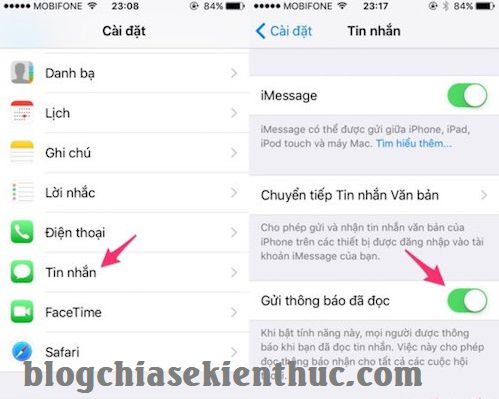 MOBIFONE 23:08 84%
Cài đặt
Danh bạ
Lịch
Ghi chú
Lời nhắc
Điện thoại
Tin nhắn
FaceTime
Safari
MOBIFONE 23:17 84%
Cài đặt Tin nhắn
iMessage
iMessage có thể được gửi giữa iPhone, iPad,
iPod touch và máy Mac. Tìm hiểu thêm...
Chuyển tiếp Tin nhắn Văn bản
Cho phép gửi và nhận tin nhắn văn bản của
iPhone trên các thiết bị được đăng nhập vào tài
khoản iMessage của bạn.
Gửi thông báo đã đọc
Khi bật tính năng này, mọi người được thông
báo khi bạn đã đọc tin nhắn. Việc này cho phép
đọc thông báo nhận cho tất cả các cuộc hội
thoại.
blogchiasekienthuc.com